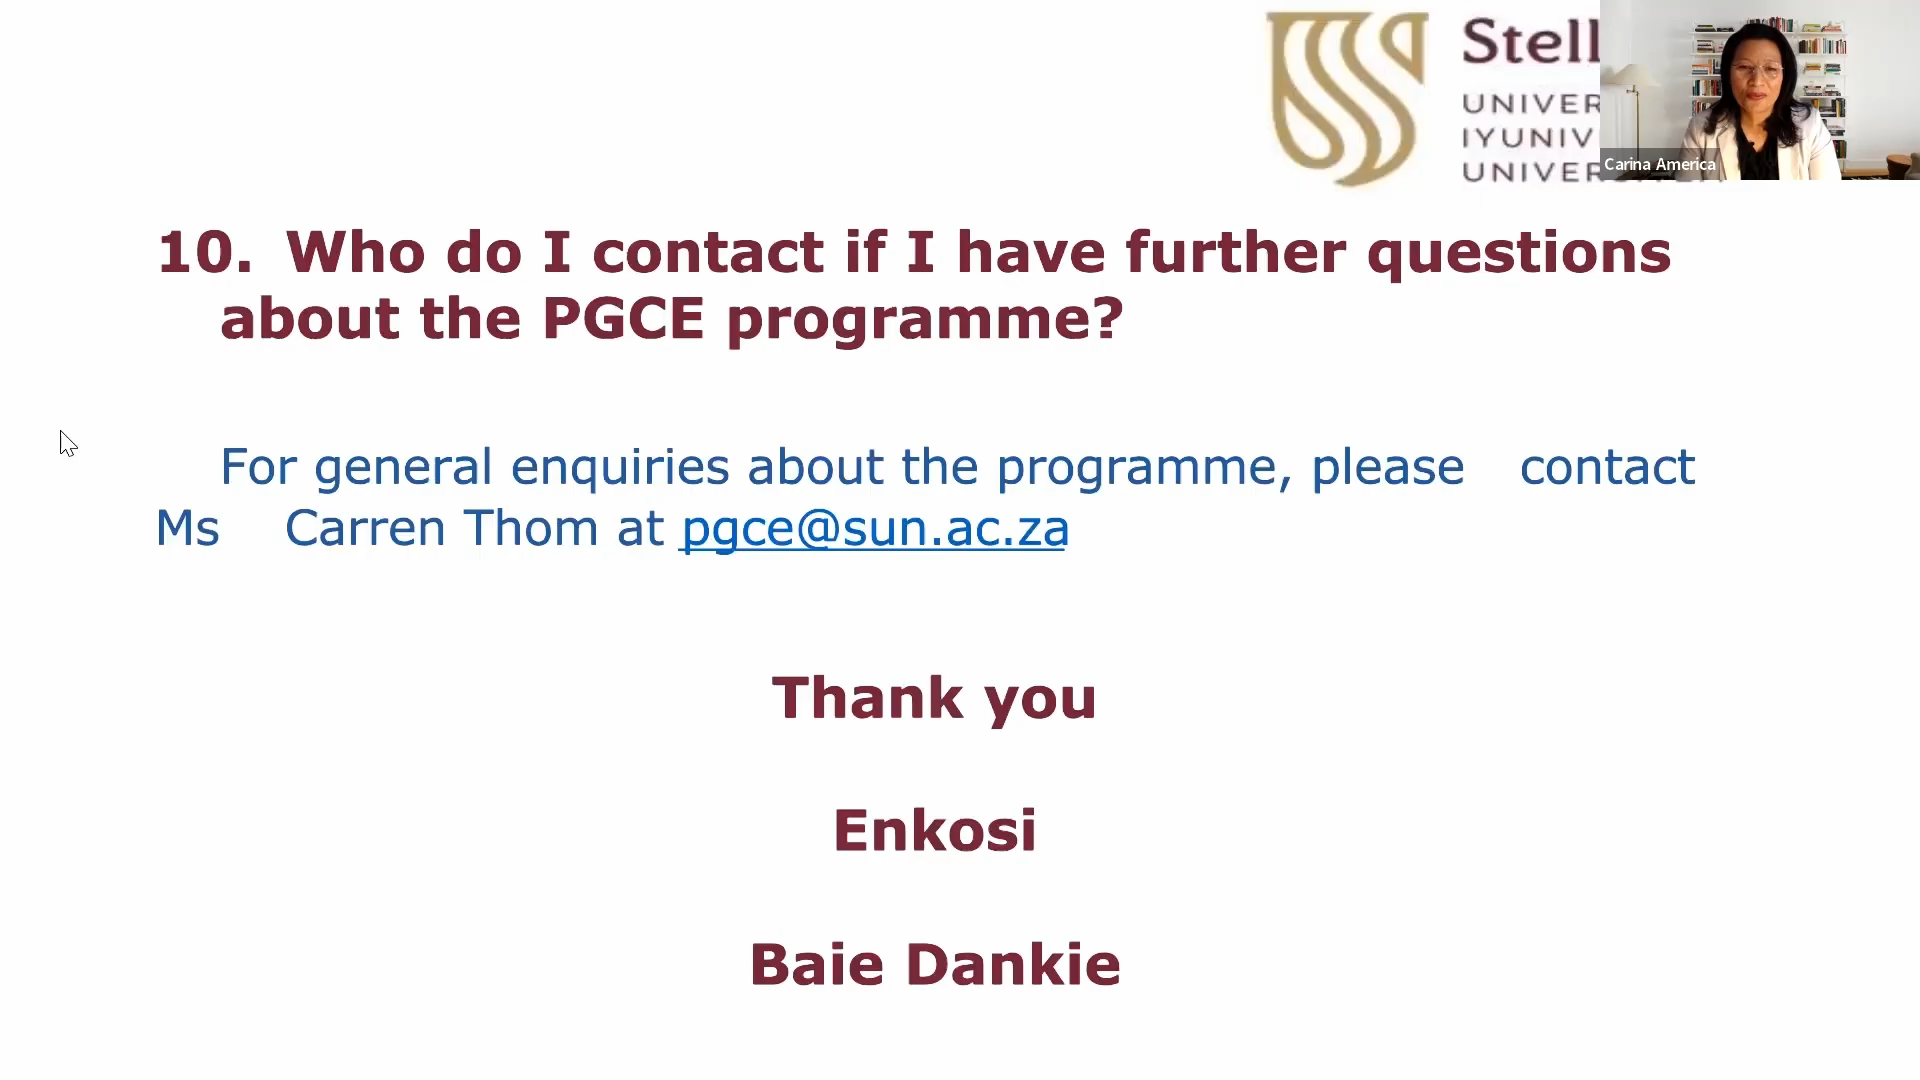 Stell
UNIVER
IYUNIV
UNIVER
Carina America
10. Who do I contact if I have further questions
about the PGCE programme?
For general enquiries about the programme, please contact
Ms Carren Thom at pgce@sun.ac.za
Thank you
Enkosi
Baie Dankie